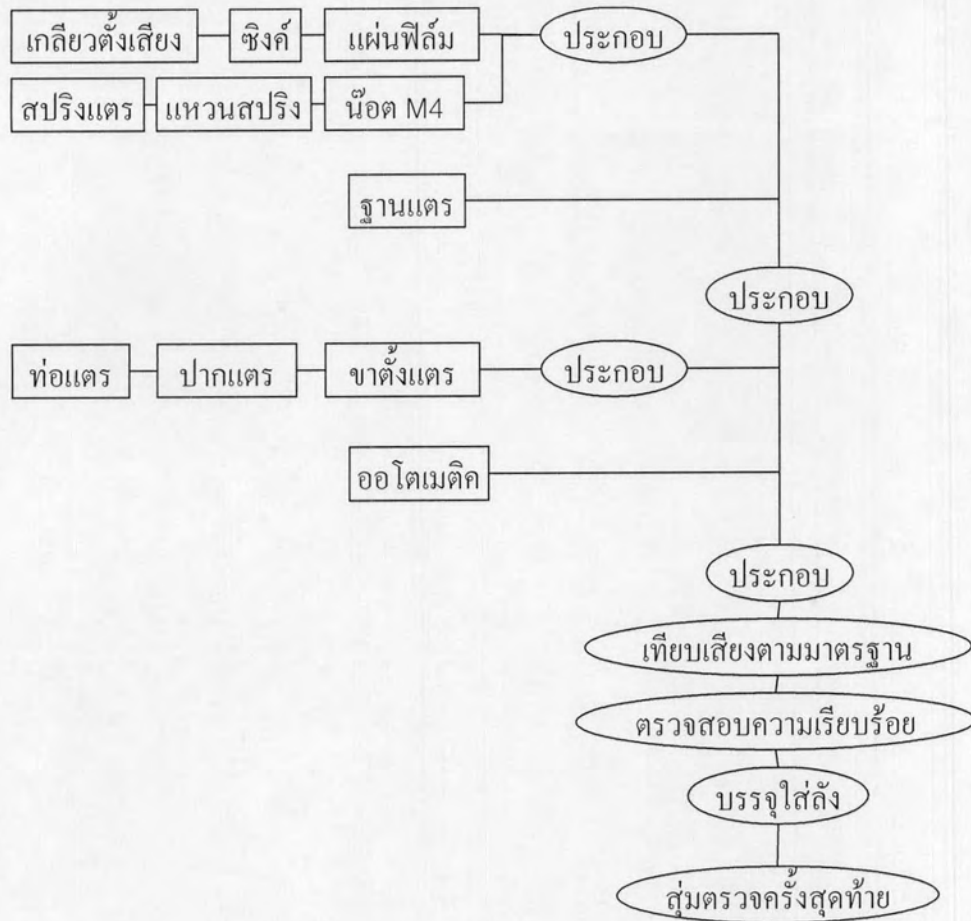 เกลียวตั้งเสียง ซิงค์ แผ่นฟิล์ม ประกอบ
สปริงแตร แหวนสปริง น๊อต M4
ฐานแตร
ประกอบ
ท่อแตร ปากแตร ขาตั้งแตร ประกอบ
ออโตเมติค
ประกอบ
เทียบเสียงตามมาตรฐาน
ตรวจสอบความเรียบร้อย
บรรจุใส่ลัง
สุ่มตรวจครั้งสุดท้าย